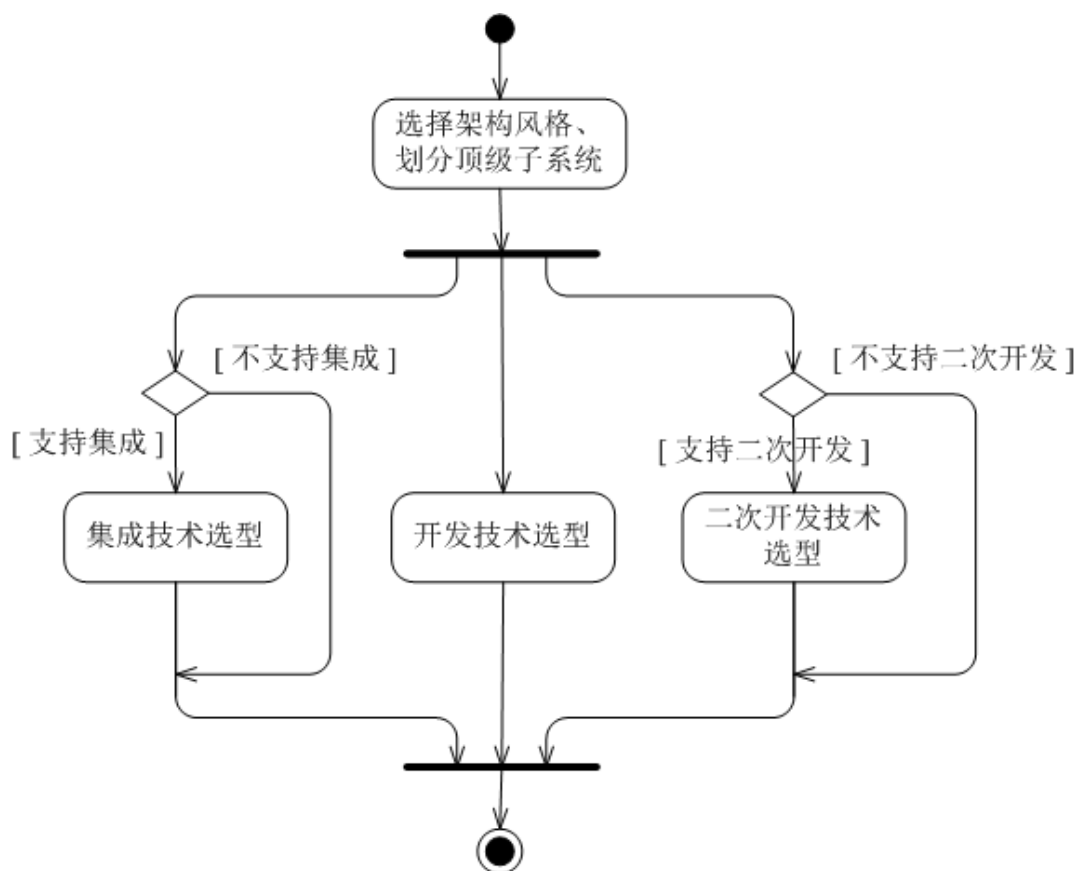 选择架构风格、
划分顶级子系统
[ 不支持集成 ]
[ 不支持二次开发 ]
[ 支持集成 ]
[ 支持二次开发 ]
集成技术选型
开发技术选型
二次开发技术
选型